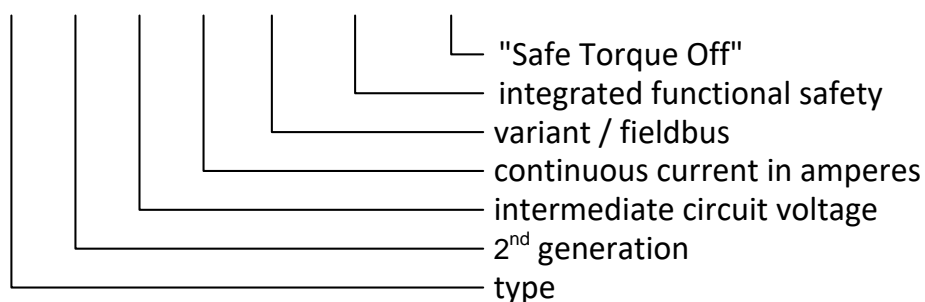 "Safe Torque Off"
integrated functional safety
variant / fieldbus
continuous current in amperes
intermediate circuit voltage
2nd generation
type